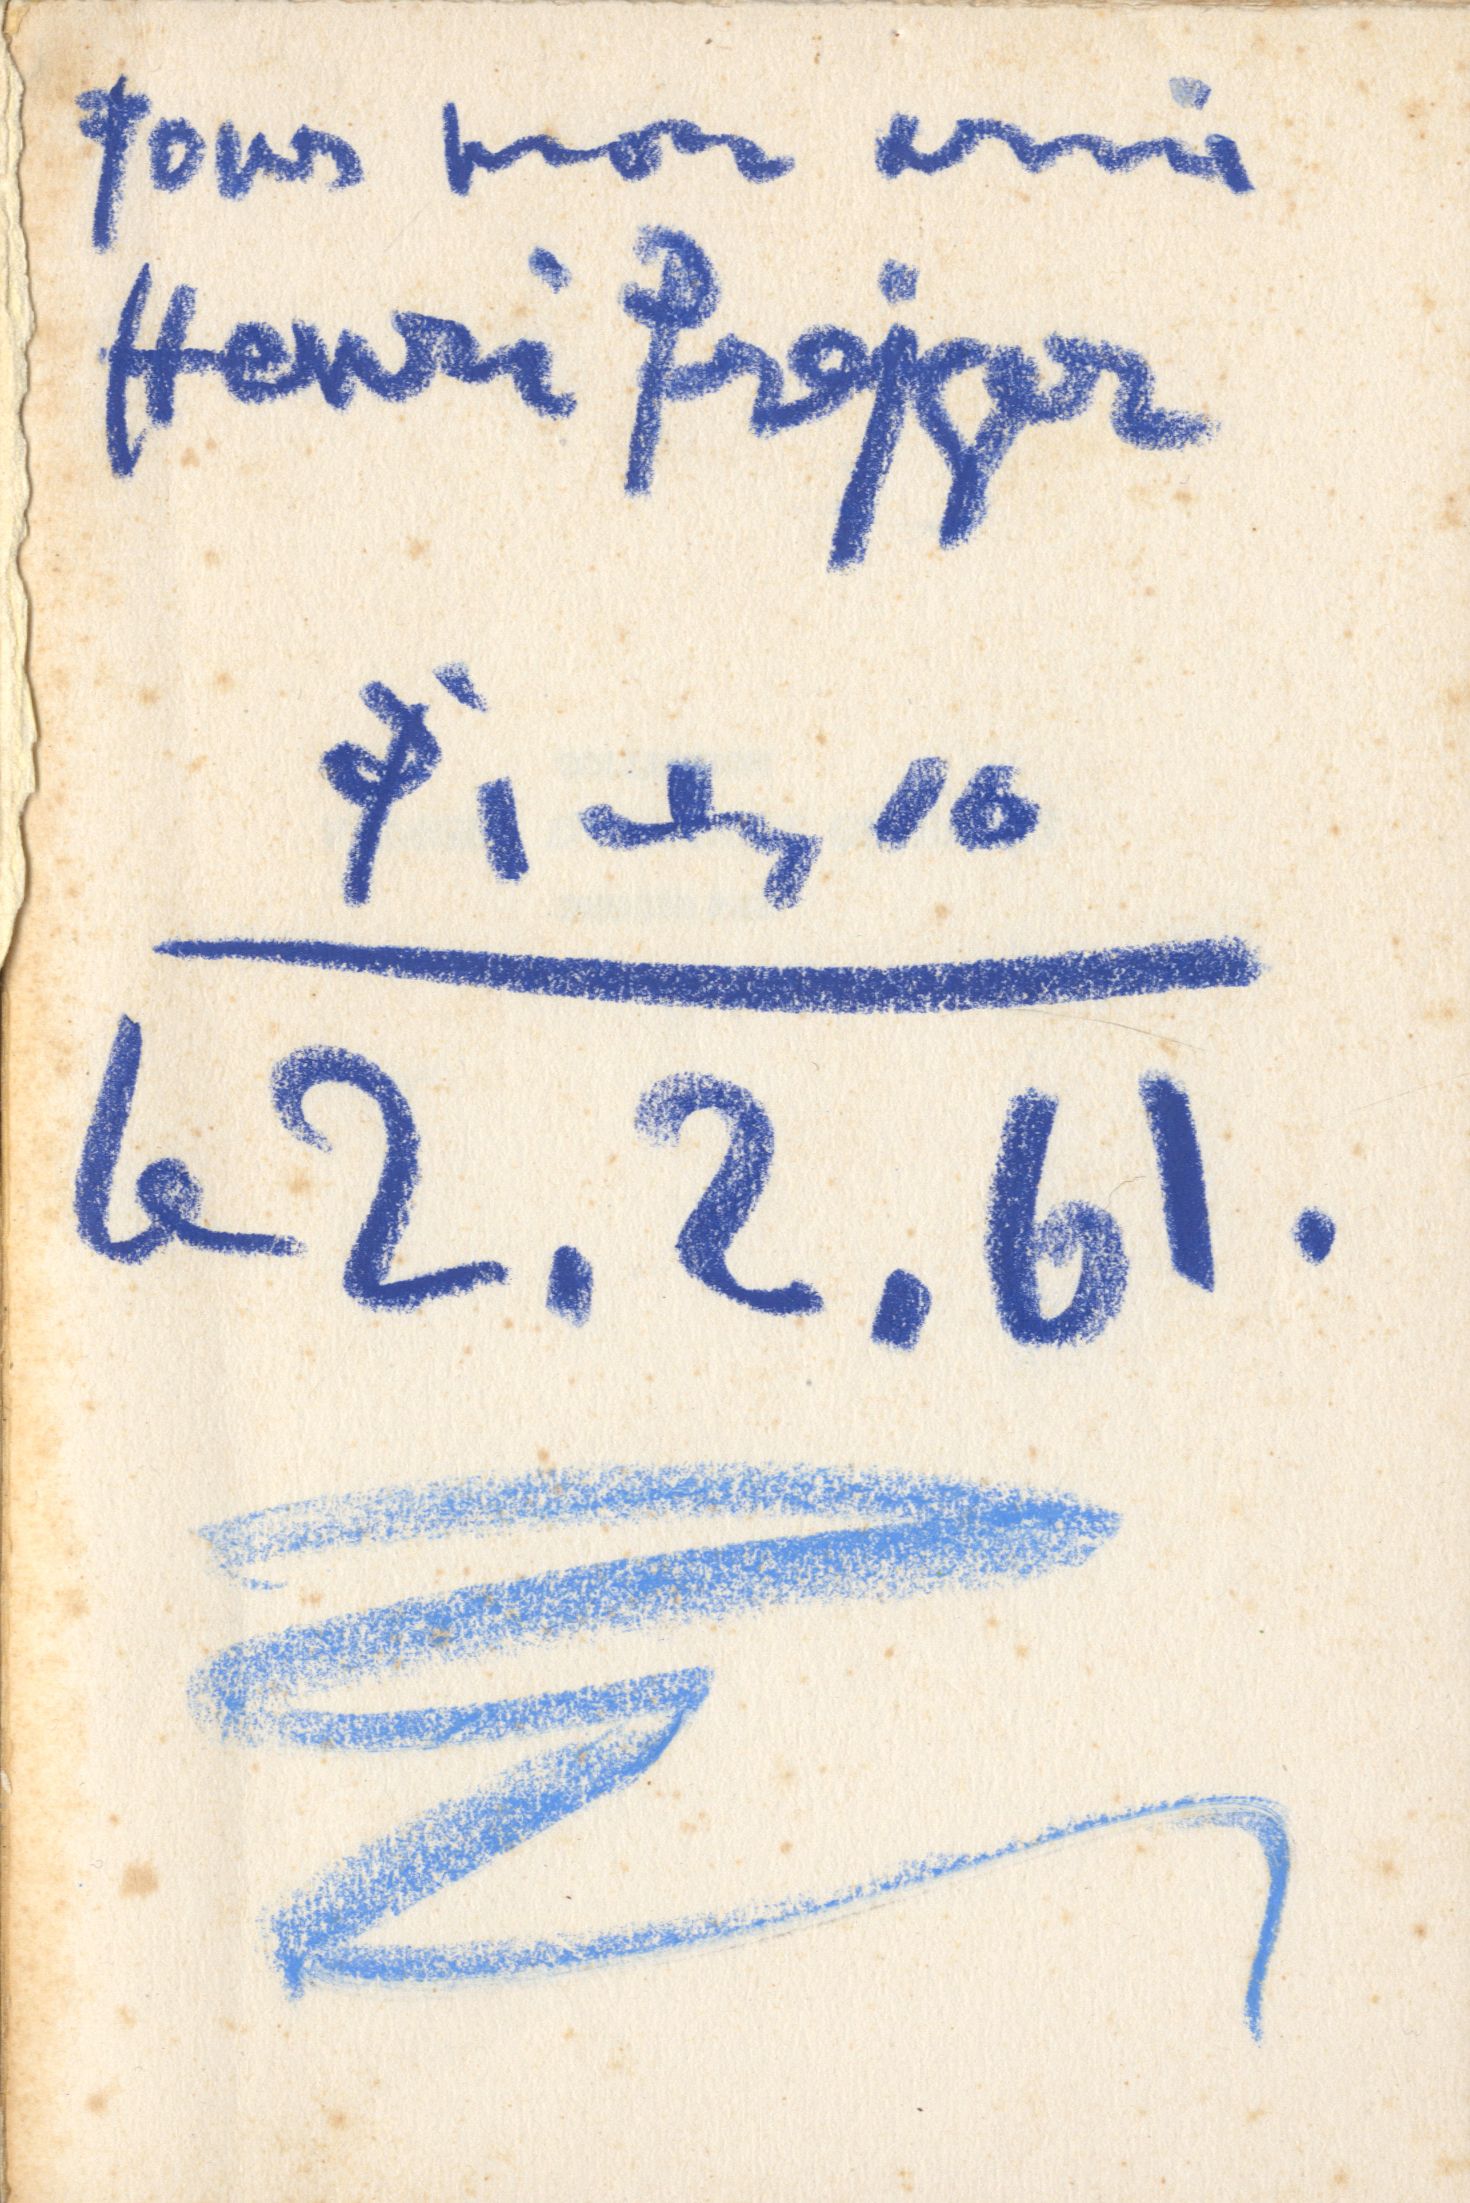 Pour mon ami
Henri Prejger
Picasso
le 2.2.61.